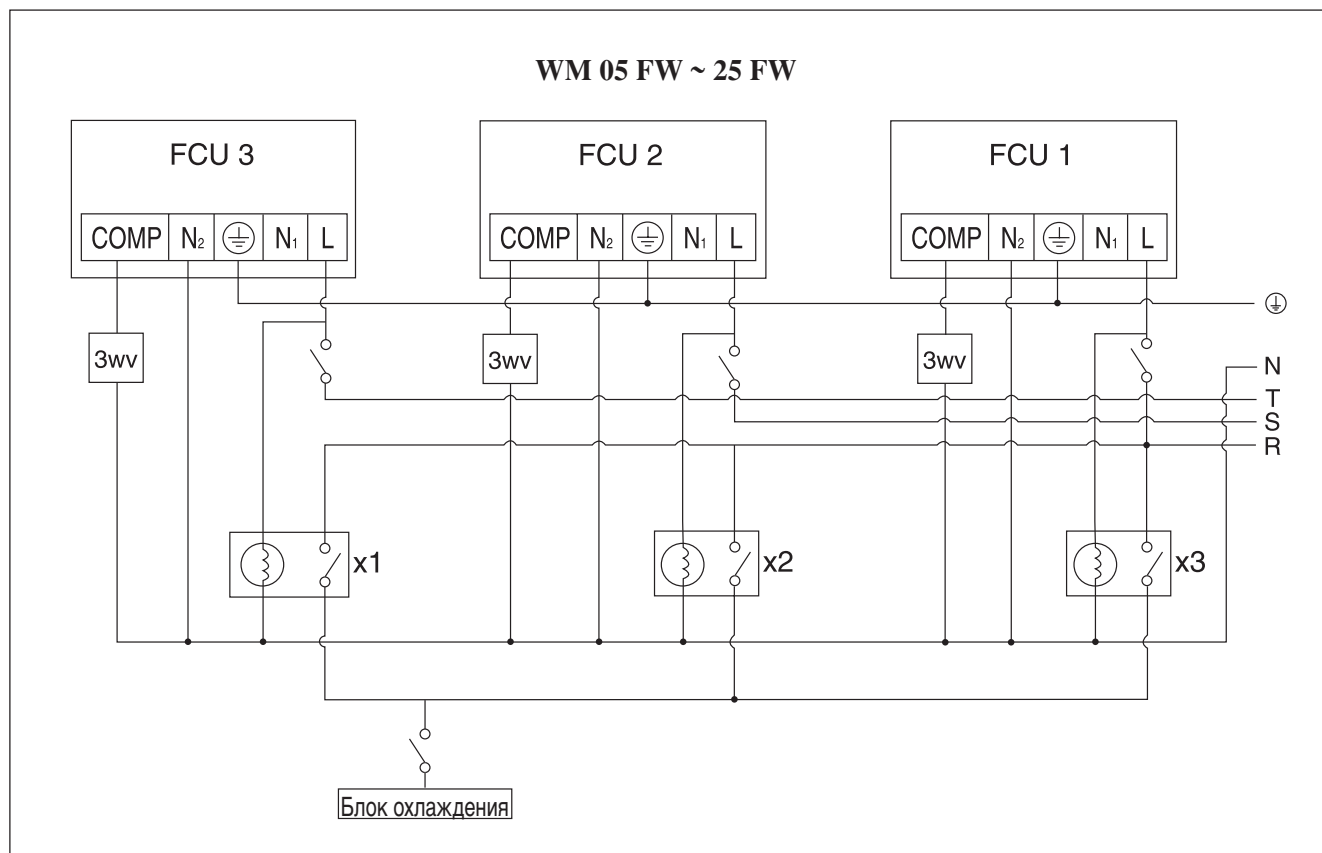 WM 05 FW ~ 25 FW
FCU 3
FCU 2
FCU 1
COMP N₂ ⏚ N₁ L
COMP N₂ ⏚ N₁ L
COMP N₂ ⏚ N₁ L
⏚
3wv
3wv
3wv
N
T
S
R
x1
x2
x3
Блок охлаждения